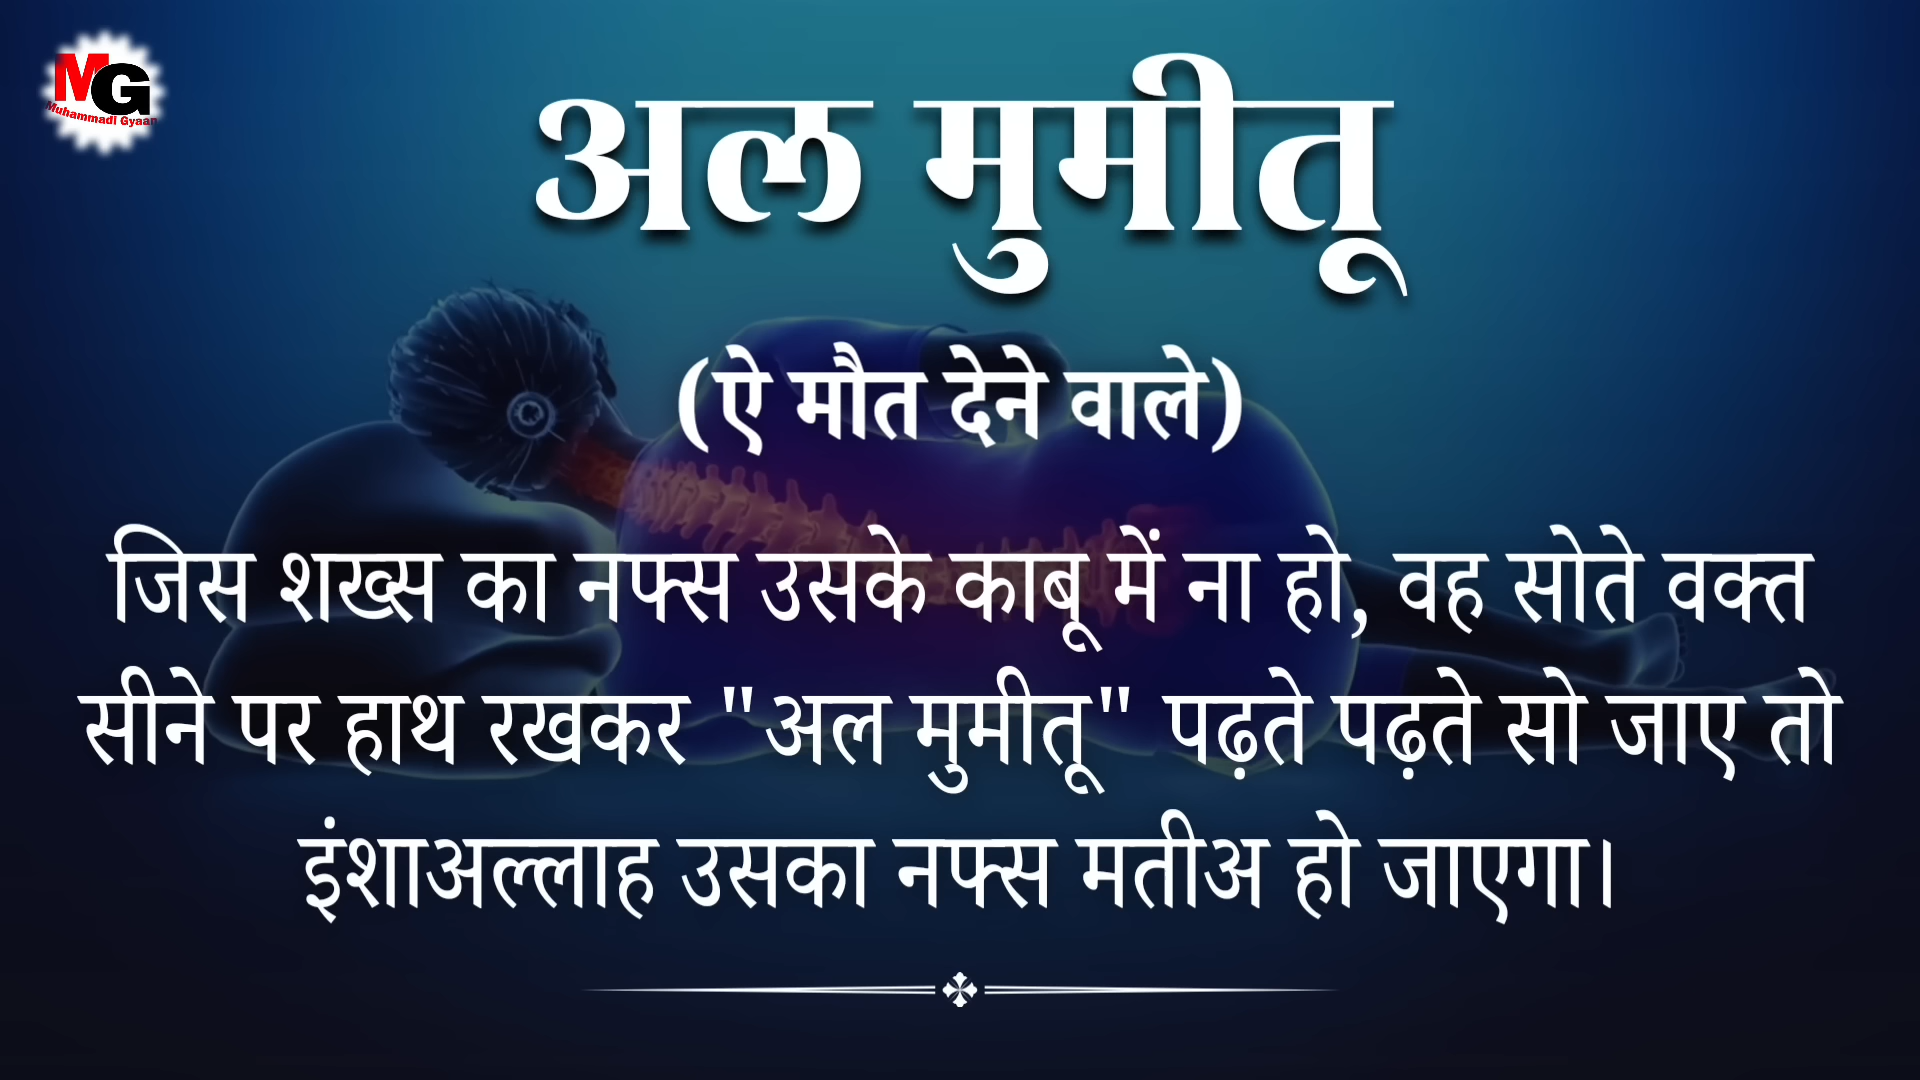 MG
Muhammadi Gyaan
अल मुमीतू
(ऐ मौत देने वाले)
जिस शख्स का नफ्स उसके काबू में ना हो, वह सोते वक्त
सीने पर हाथ रखकर "अल मुमीतू" पढ़ते पढ़ते सो जाए तो
इंशाअल्लाह उसका नफ्स मतीअ हो जाएगा।